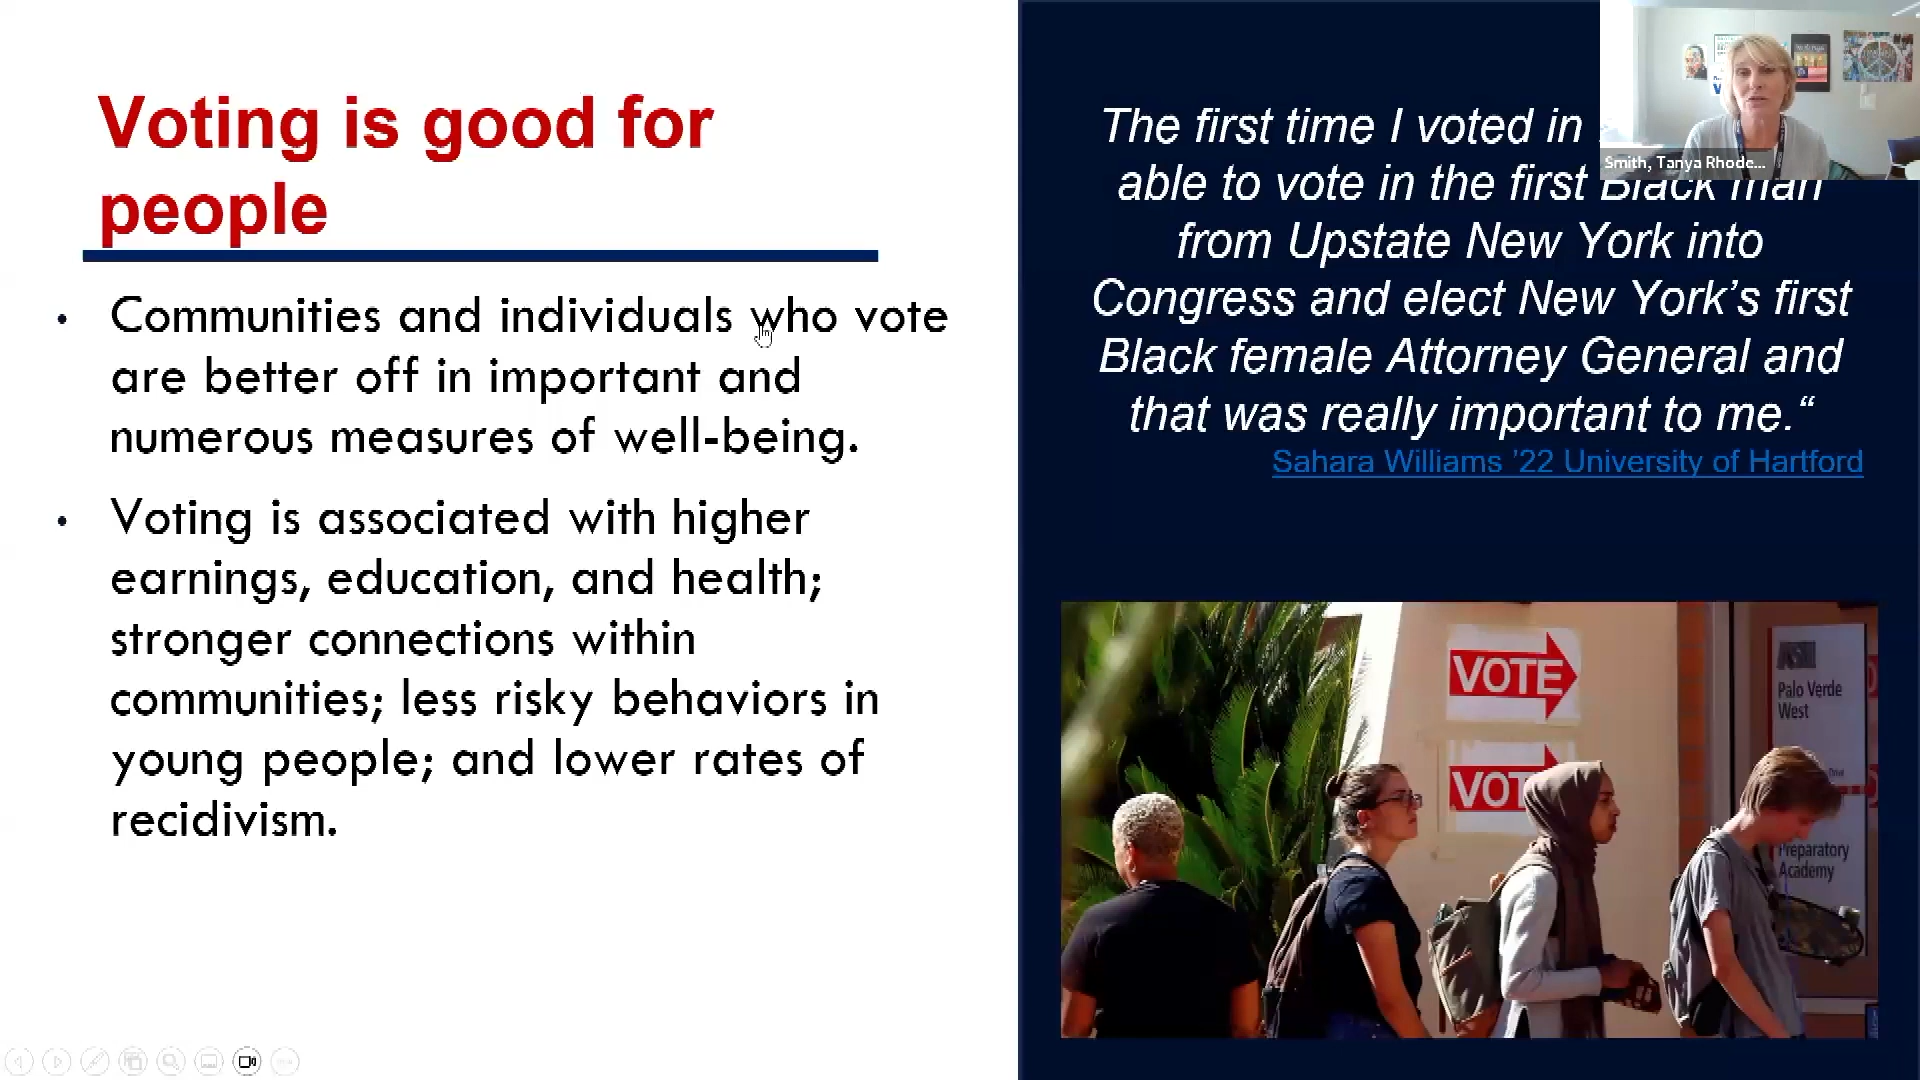 Voting is good for
people
• Communities and individuals who vote
are better off in important and
numerous measures of well-being.
• Voting is associated with higher
earnings, education, and health;
stronger connections within
communities; less risky behaviors in
young people; and lower rates of
recidivism.
The first time I voted in
able to vote in the first Black man
from Upstate New York into
Congress and elect New York’s first
Black female Attorney General and
that was really important to me.“
Sahara Williams ’22 University of Hartford
Smith, Tanya Rhode...
VOTE
VOT
ASU
Palo Verde
West
Preparatory
Academy